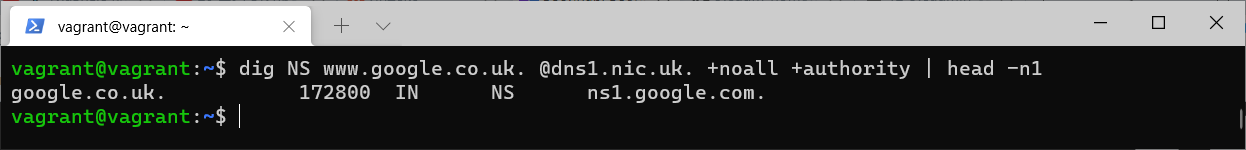 vagrant@vagrant: ~
vagrant@vagrant:~$ dig NS www.google.co.uk. @dns1.nic.uk. +noall +authority | head -n1
google.co.uk.           172800  IN      NS      ns1.google.com.
vagrant@vagrant:~$